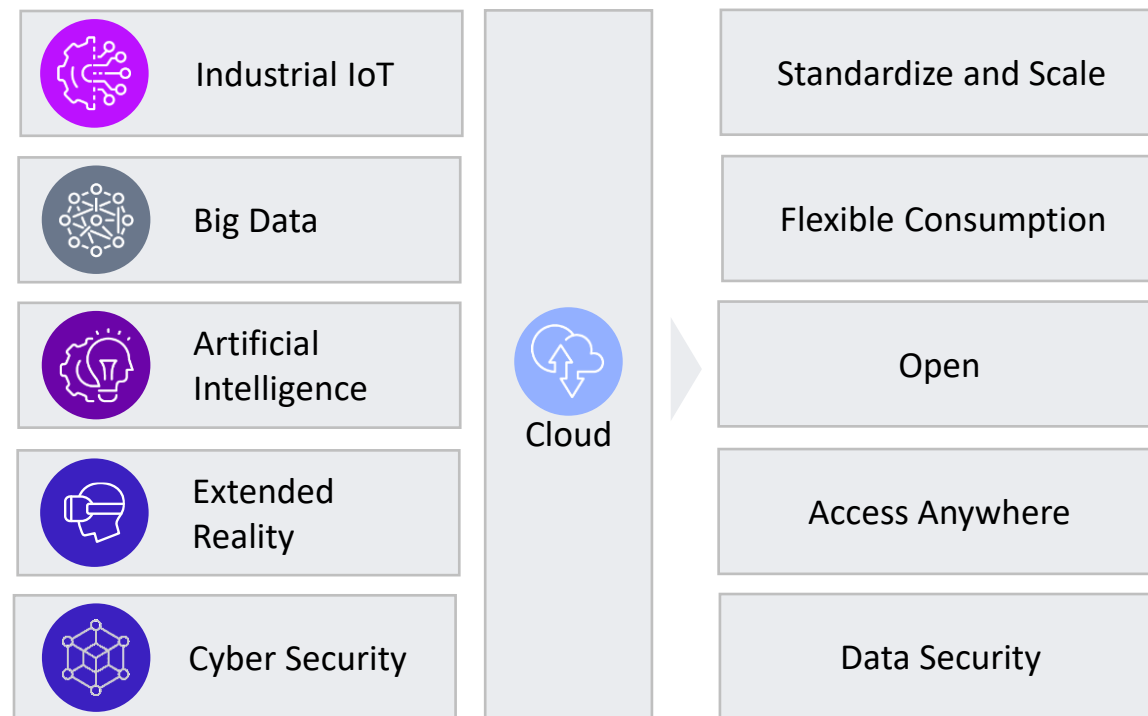 Industrial IoT
Big Data
Artificial
Intelligence
Extended
Reality
Cyber Security
Cloud
Standardize and Scale
Flexible Consumption
Open
Access Anywhere
Data Security